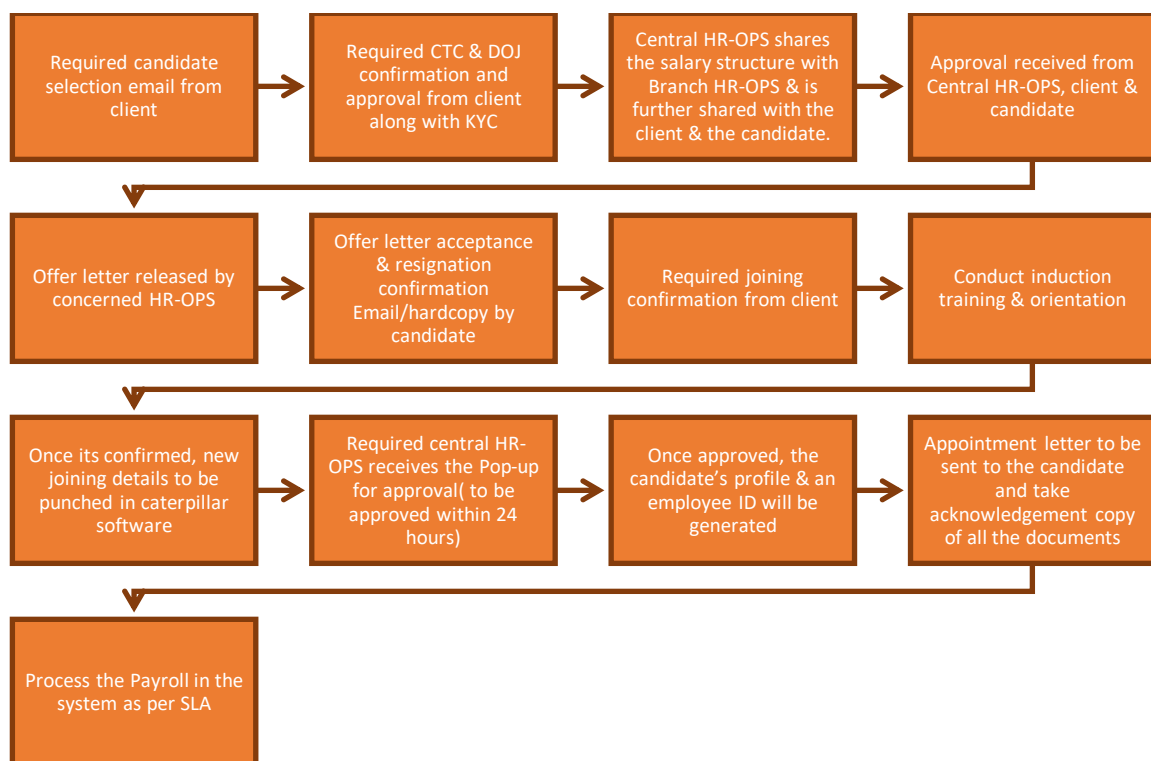 Required candidate
selection email from
client
Required CTC & DOJ
confirmation and
approval from client
along with KYC
Central HR-OPS shares
the salary structure with
Branch HR-OPS & is
further shared with the
client & the candidate.
Approval received from
Central HR-OPS, client &
candidate
Offer letter released by
concerned HR-OPS
Offer letter acceptance
& resignation
confirmation
Email/hardcopy by
candidate
Required joining
confirmation from client
Conduct induction
training & orientation
Once its confirmed, new
joining details to be
punched in caterpillar
software
Required central HR-
OPS receives the Pop-up
for approval( to be
approved within 24
hours)
Once approved, the
candidate’s profile & an
employee ID will be
generated
Appointment letter to be
sent to the candidate
and take
acknowledgement copy
of all the documents
Process the Payroll in the
system as per SLA